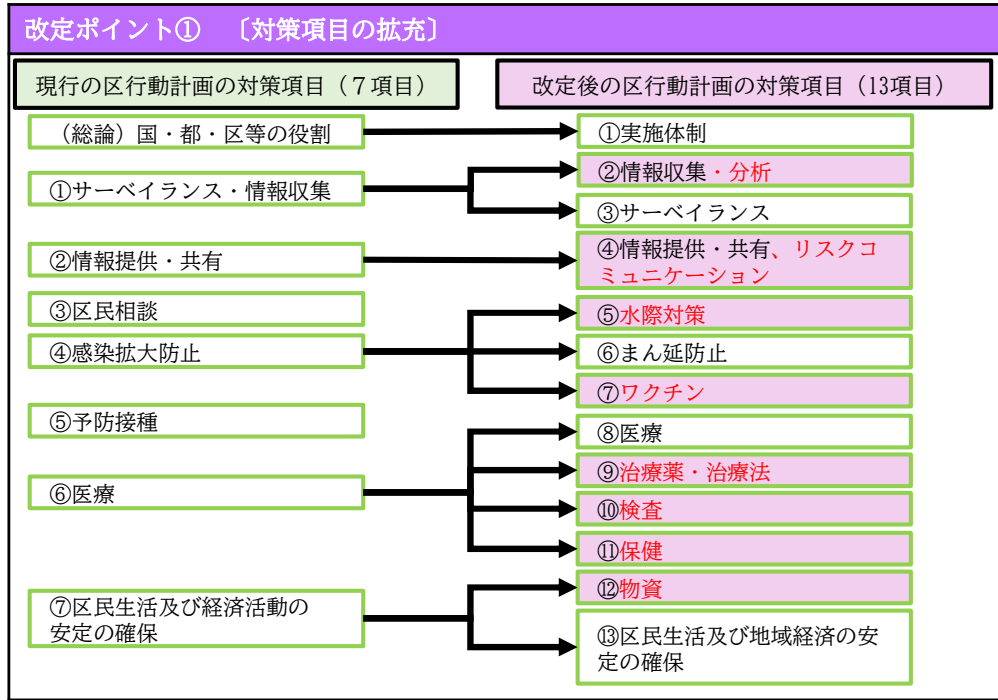 改定ポイント① 〔対策項目の拡充〕
現行の区行動計画の対策項目（７項目）
改定後の区行動計画の対策項目（13項目）
（総論）国・都・区等の役割
①サーベイランス・情報収集
②情報提供・共有
③区民相談
④感染拡大防止
⑤予防接種
⑥医療
⑦区民生活及び経済活動の
安定の確保
①実施体制
②情報収集・分析
③サーベイランス
④情報提供・共有、リスクコ
ミュニケーション
⑤水際対策
⑥まん延防止
⑦ワクチン
⑧医療
⑨治療薬・治療法
⑩検査
⑪保健
⑫物資
⑬区民生活及び地域経済の安
定の確保